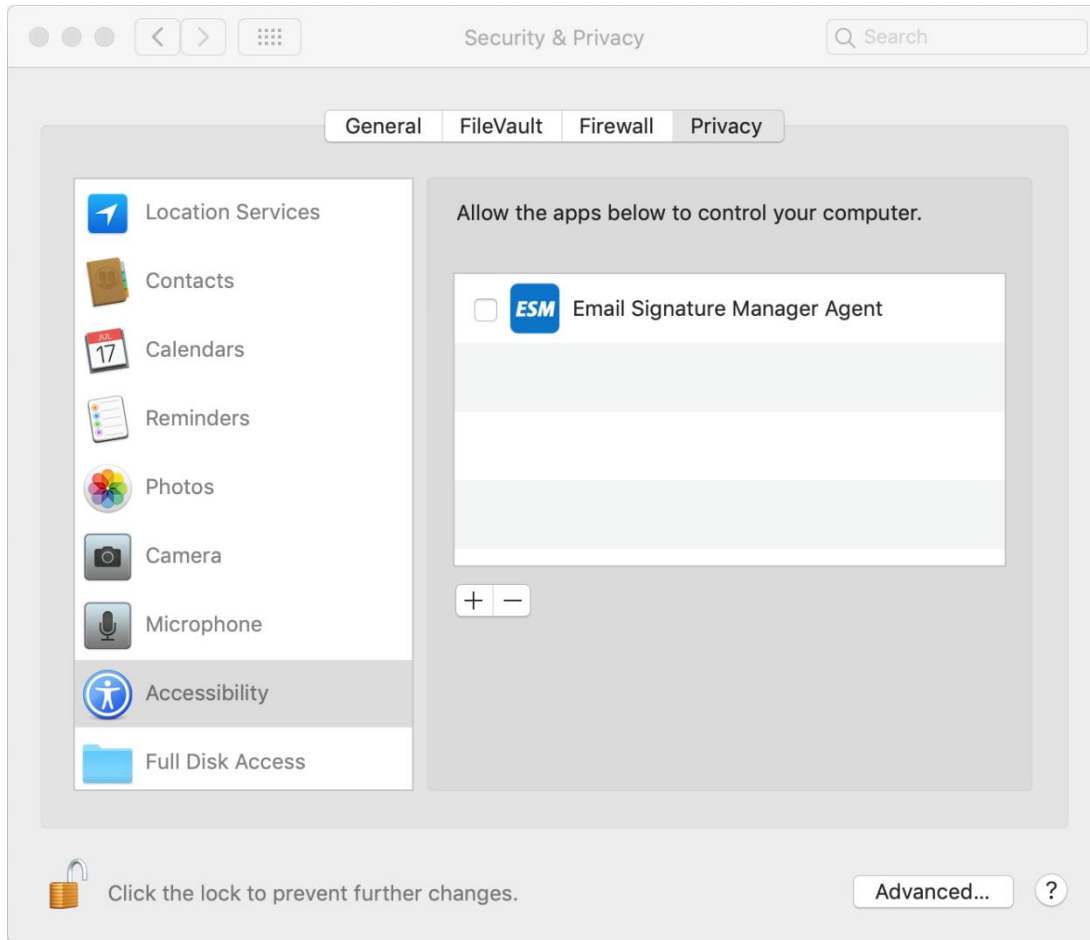 Security & Privacy
Search
General FileVault Firewall Privacy
Location Services
Contacts
JUL
17
Calendars
Reminders
Photos
Camera
Microphone
Accessibility
Full Disk Access
Allow the apps below to control your computer.
ESM Email Signature Manager Agent
+ −
Click the lock to prevent further changes.
Advanced... ?